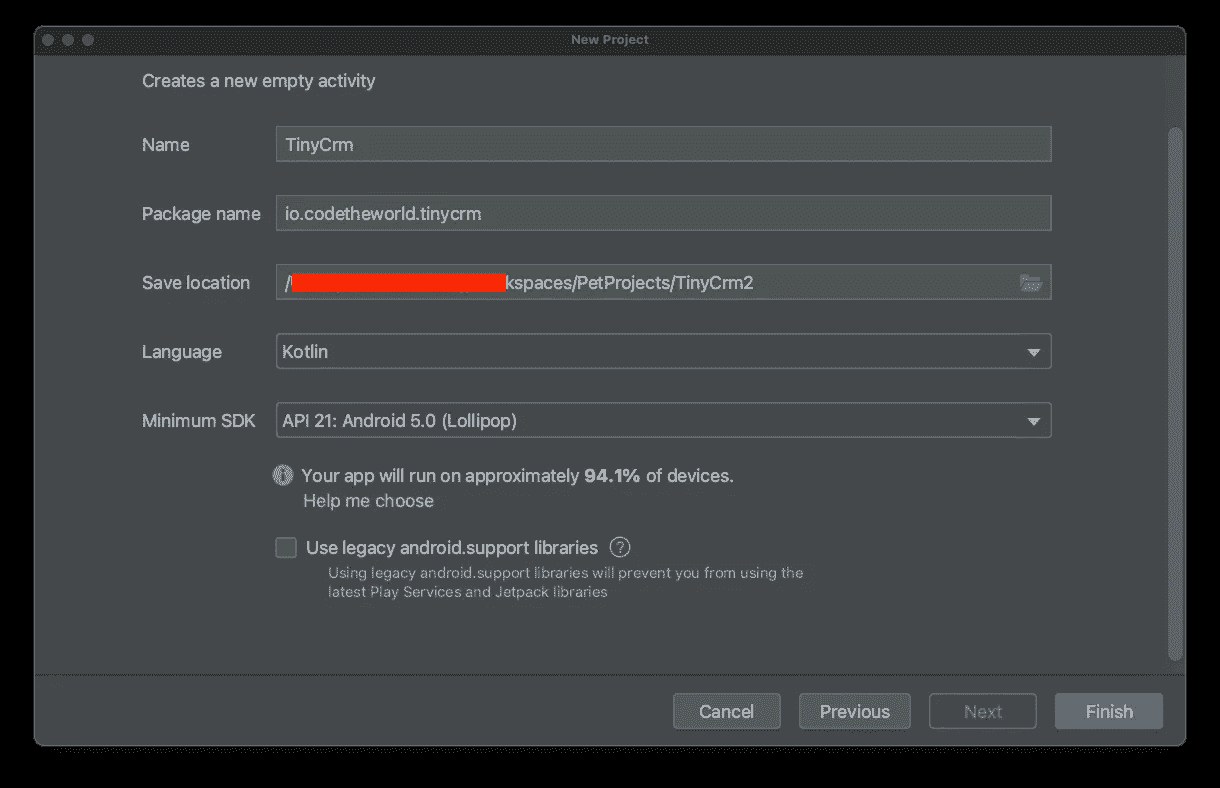 New Project
Creates a new empty activity
Name TinyCrm
Package name io.codetheworld.tinycrm
Save location / kspaces/PetProjects/TinyCrm2
Language Kotlin
Minimum SDK API 21: Android 5.0 (Lollipop)
Your app will run on approximately 94.1% of devices.
Help me choose
Use legacy android.support libraries ?
Using legacy android.support libraries will prevent you from using the
latest Play Services and Jetpack libraries
Cancel Previous Next Finish